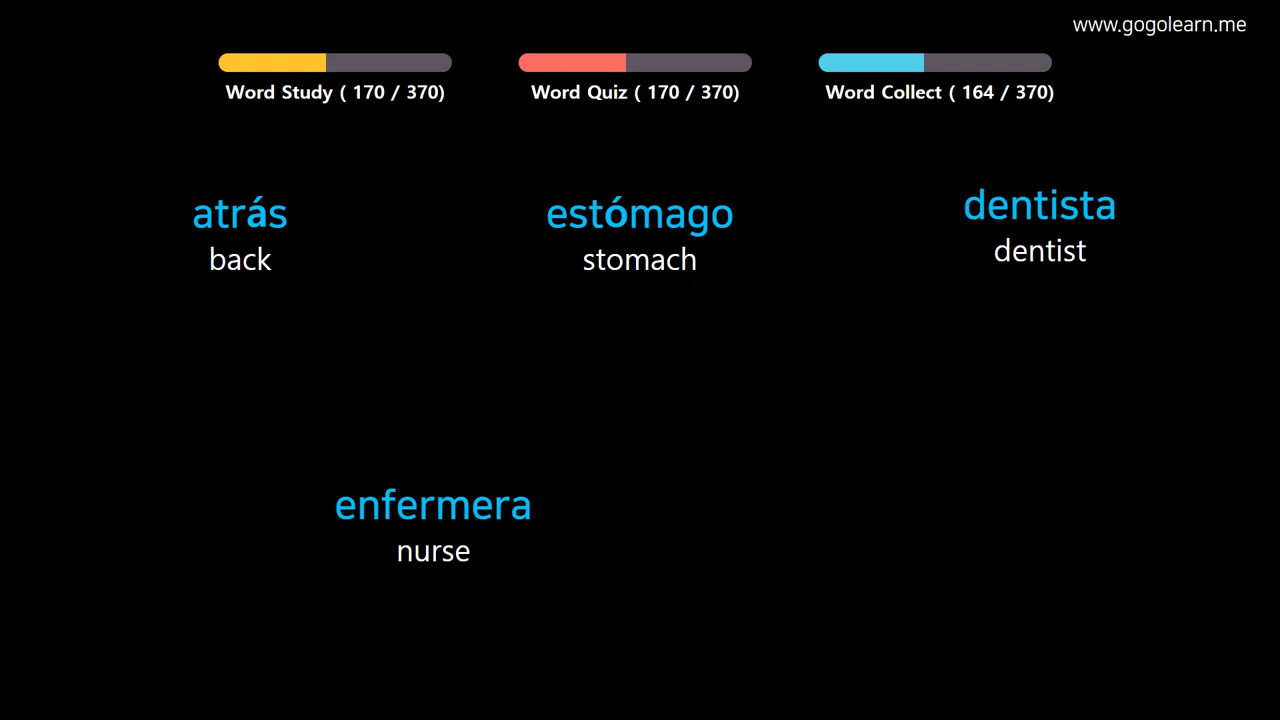 www.gogolearn.me
Word Study ( 170 / 370)
Word Quiz ( 170 / 370)
Word Collect ( 164 / 370)
atrás
back
estómago
stomach
dentista
dentist
enfermera
nurse